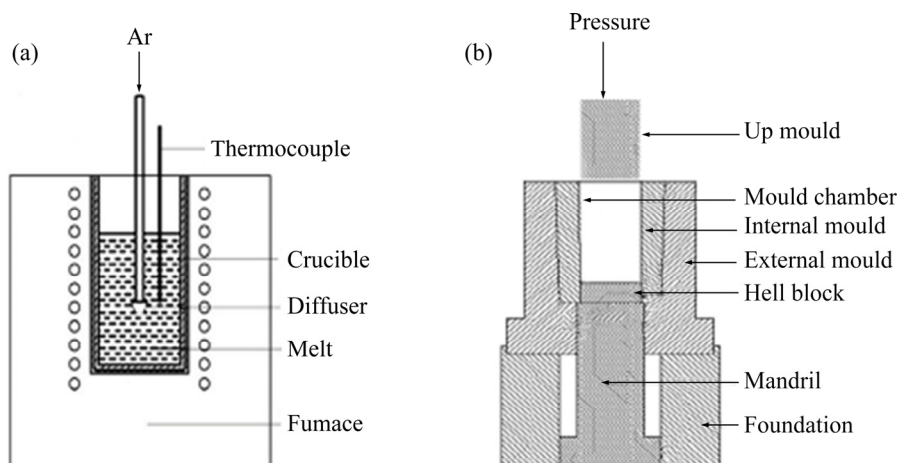 (a)
Ar
Thermocouple
Crucible
Diffuser
Melt
Fumace
(b)
Pressure
Up mould
Mould chamber
Internal mould
External mould
Hell block
Mandril
Foundation